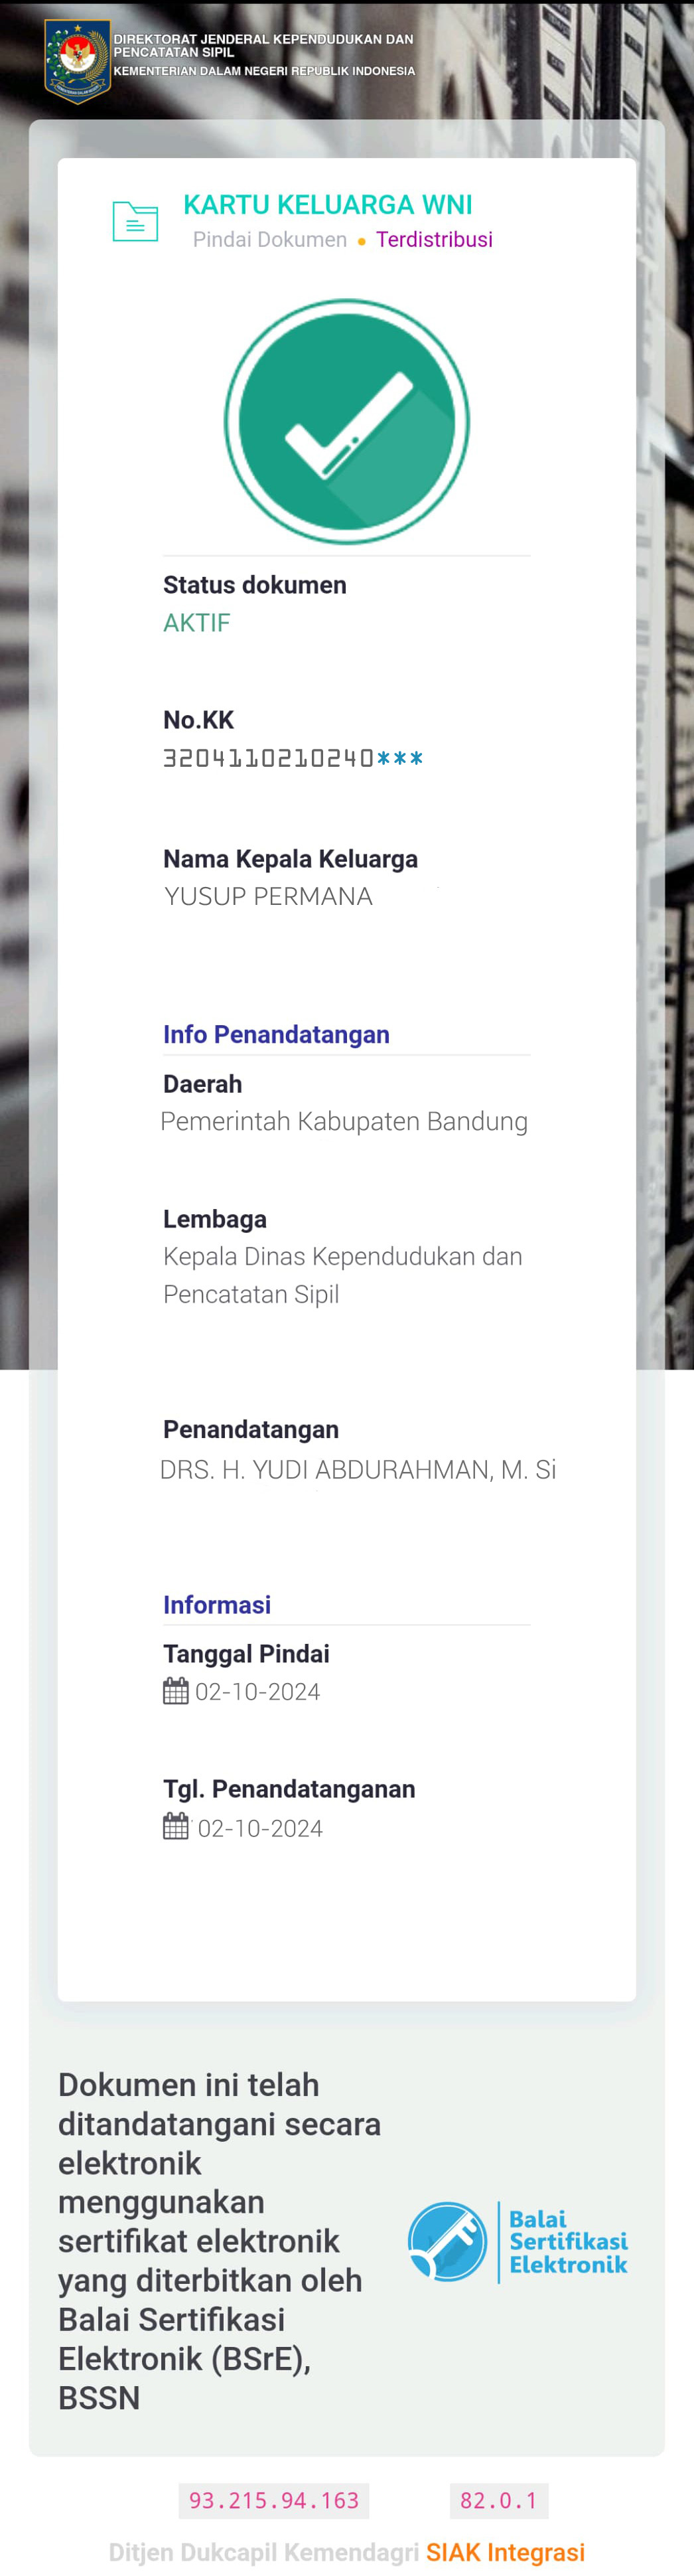 DIREKTORAT JENDERAL KEPENDUDUKAN DAN
PENCATATAN SIPIL
KEMENTERIAN DALAM NEGERI REPUBLIK INDONESIA
KARTU KELUARGA WNI
Pindai Dokumen • Terdistribusi
Status dokumen
AKTIF
No.KK
3204110210240***
Nama Kepala Keluarga
YUSUP PERMANA
Info Penandatangan
Daerah
Pemerintah Kabupaten Bandung
Lembaga
Kepala Dinas Kependudukan dan
Pencatatan Sipil
Penandatangan
DRS. H. YUDI ABDURAHMAN, M. Si
Informasi
Tanggal Pindai
02-10-2024
Tgl. Penandatanganan
02-10-2024
Dokumen ini telah
ditandatangani secara
elektronik
menggunakan
sertifikat elektronik
yang diterbitkan oleh
Balai Sertifikasi
Elektronik (BSrE),
BSSN
Balai
Sertifikasi
Elektronik
93.215.94.163 82.0.1
Ditjen Dukcapil Kemendagri SIAK Integrasi